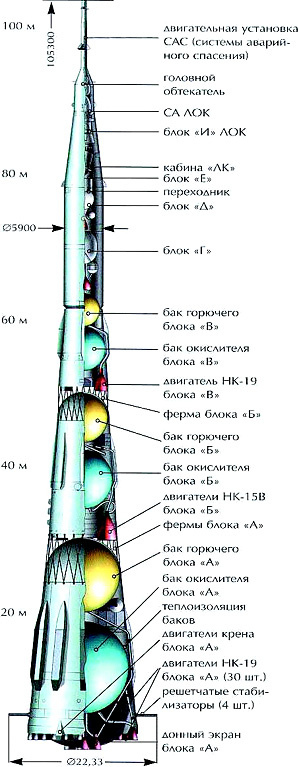 100 м
105300
двигательная установка
САС (системы аварий-
ного спасения)
головной
обтекатель
СА ЛОК
блок «И» ЛОК
кабина «ЛК»
80 м
блок «Е»
переходник
блок «Д»
Ø5900
блок «Г»
60 м
бак горючего
блока «В»
бак окислителя
блока «В»
двигатель НК-19
блока «В»
ферма блока «Б»
бак горючего
блока «Б»
40 м
бак окислителя
блока «Б»
двигатели НК-15В
блока «Б»
фермы блока «А»
бак горючего
блока «А»
бак окислителя
блока «А»
20 м
теплоизоляция
баков
двигатели крена
блока «А»
двигатели НК-19
блока «А» (30 шт.)
решетчатые стаби-
лизаторы (4 шт.)
донный экран
блока «А»
Ø22,33